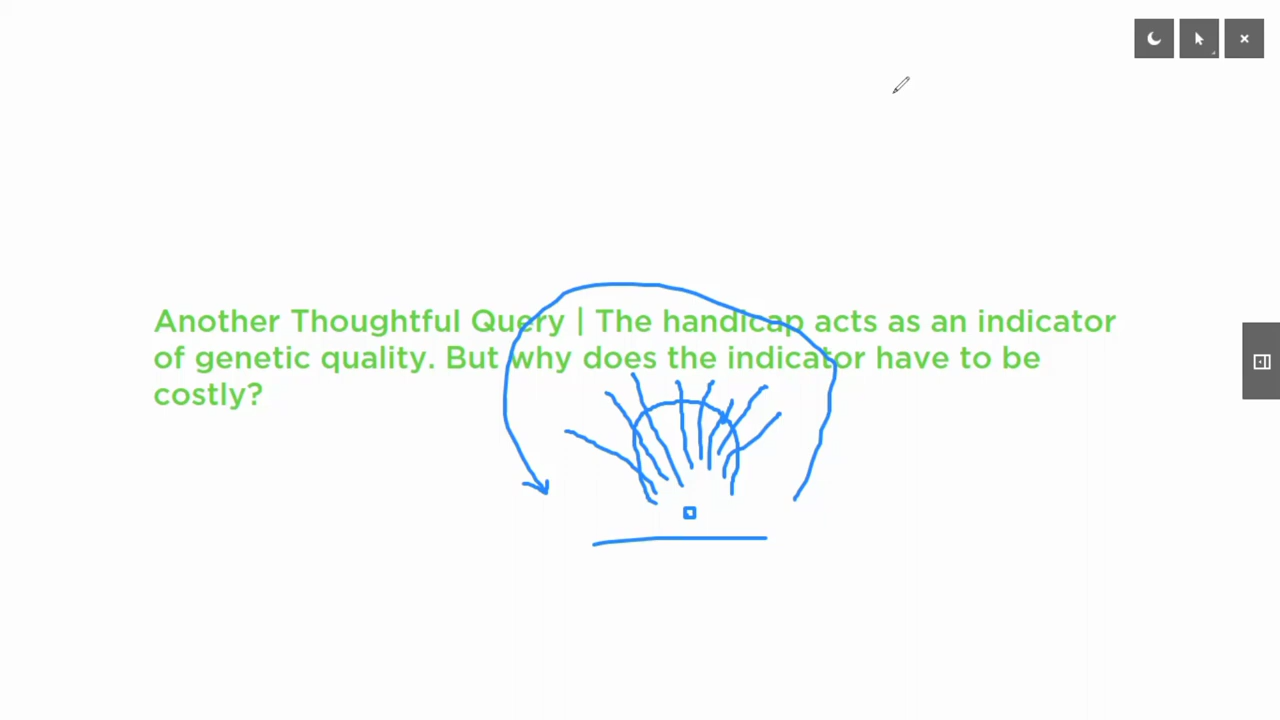 Another Thoughtful Query | The handicap acts as an indicator
of genetic quality. But why does the indicator have to be
costly?